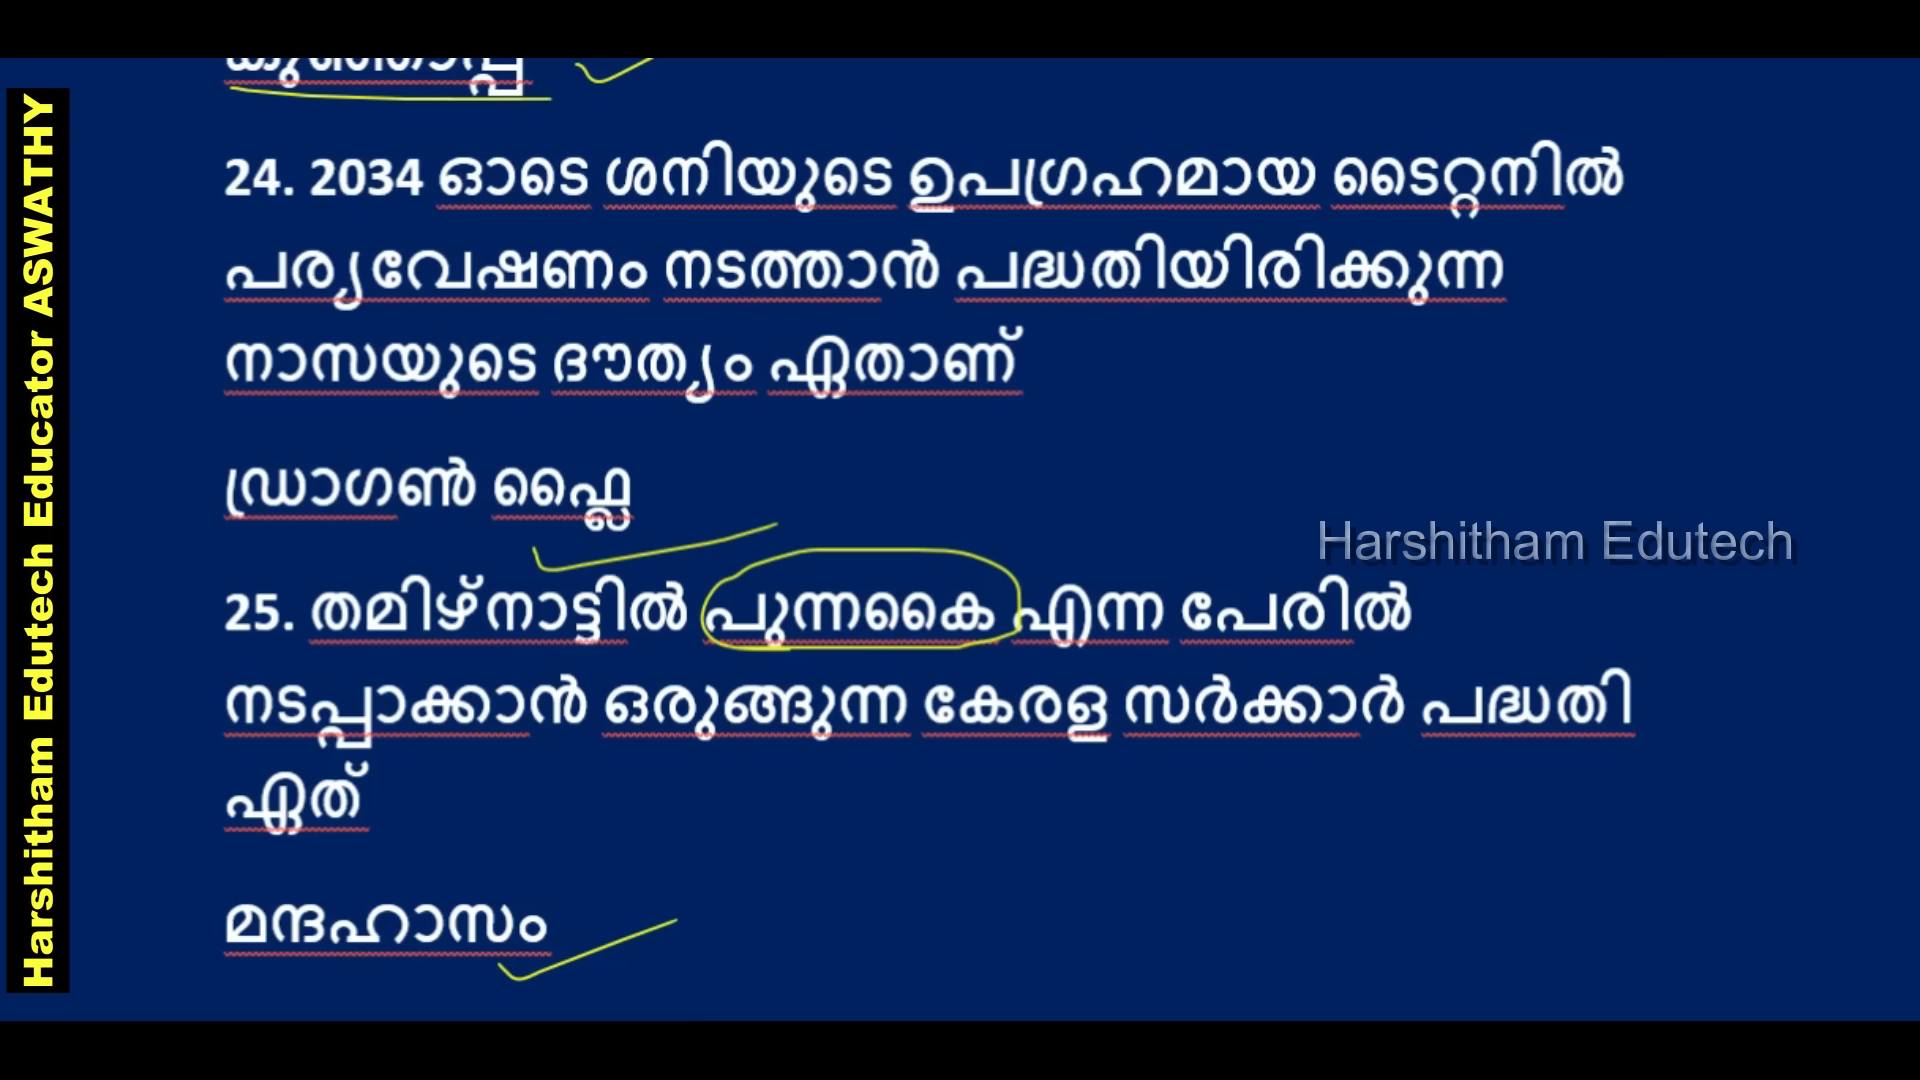 24. 2034 ഓടെ ശനിയുടെ ഉപഗ്രഹമായ ടൈറ്റനിൽ
പര്യവേഷണം നടത്താൻ പദ്ധതിയിരിക്കുന്ന
നാസയുടെ ദൗത്യം ഏതാണ്
ഡ്രാഗൺ ഫ്ലൈ
Harshitham Edutech
25. തമിഴ്നാട്ടിൽ പുന്നകൈ എന്ന പേരിൽ
നടപ്പാക്കാൻ ഒരുങ്ങുന്ന കേരള സർക്കാർ പദ്ധതി
ഏത്
മന്ദഹാസം
Harshitham Edutech Educator ASWATHY